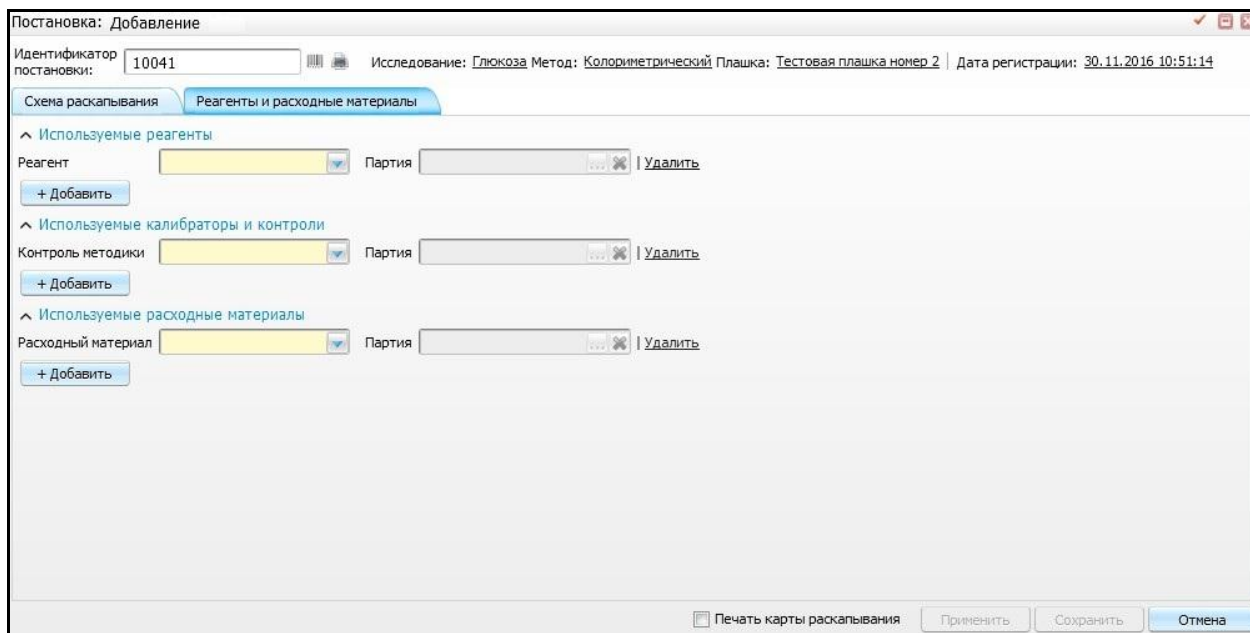 Постановка: Добавление
Идентификатор постановки: 10041 Исследование: Глюкоза Метод: Колориметрический Плашка: Тестовая плашка номер 2 | Дата регистрации: 30.11.2016 10:51:14
Схема раскапывания Реагенты и расходные материалы
Используемые реагенты
Реагент Партия ... | Удалить
+ Добавить
Используемые калибраторы и контроли
Контроль методики Партия ... | Удалить
+ Добавить
Используемые расходные материалы
Расходный материал Партия ... | Удалить
+ Добавить
Печать карты раскапывания Применить Сохранить Отмена